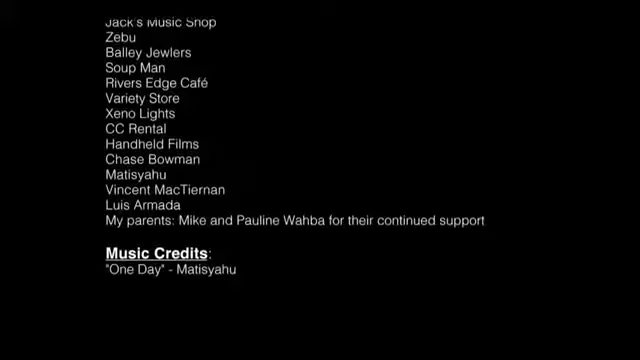 Jack's Music Shop
Zebu
Balley Jewlers
Soup Man
Rivers Edge Café
Variety Store
Xeno Lights
CC Rental
Handheld Films
Chase Bowman
Matisyahu
Vincent MacTiernan
Luis Armada
My parents: Mike and Pauline Wahba for their continued support
Music Credits:
"One Day" - Matisyahu